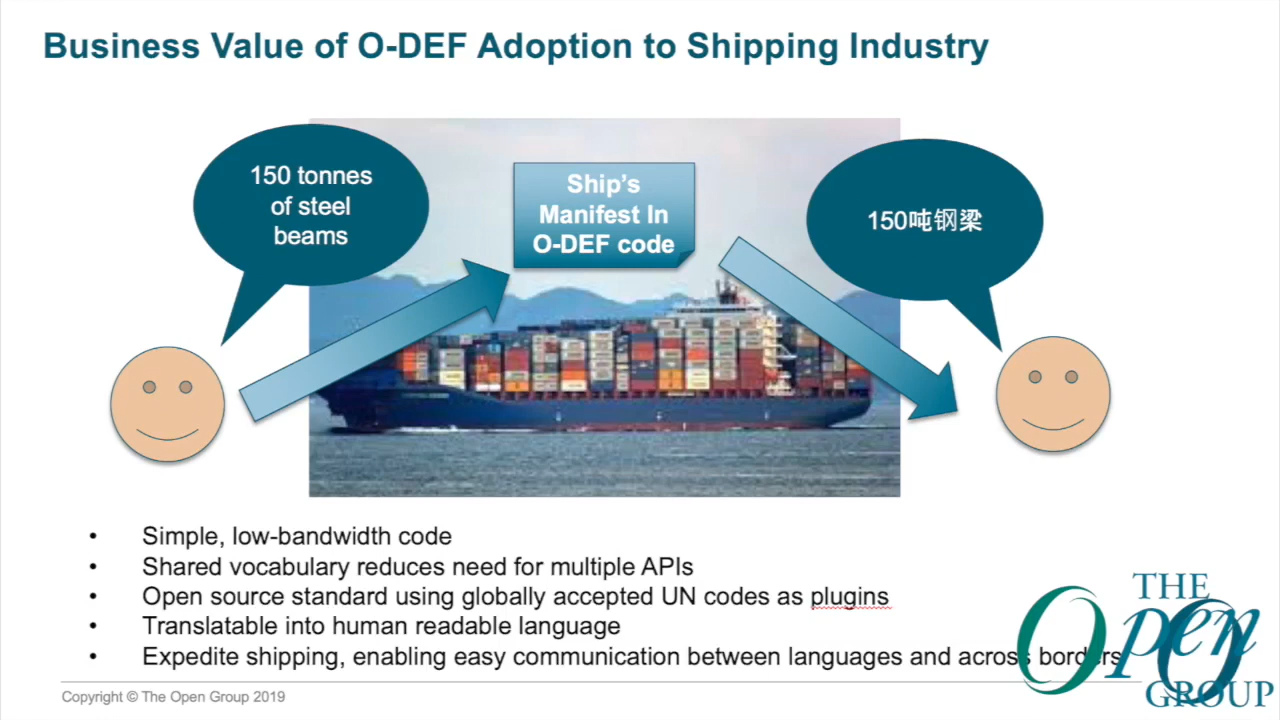 Business Value of O-DEF Adoption to Shipping Industry
150 tonnes
of steel
beams
Ship's
Manifest In
O-DEF code
150吨钢梁
• Simple, low-bandwidth code
• Shared vocabulary reduces need for multiple APIs
• Open source standard using globally accepted UN codes as plugins
• Translatable into human readable language
• Expedite shipping, enabling easy communication between languages and across borders
Copyright © The Open Group 2019
THE
Open
GROUP